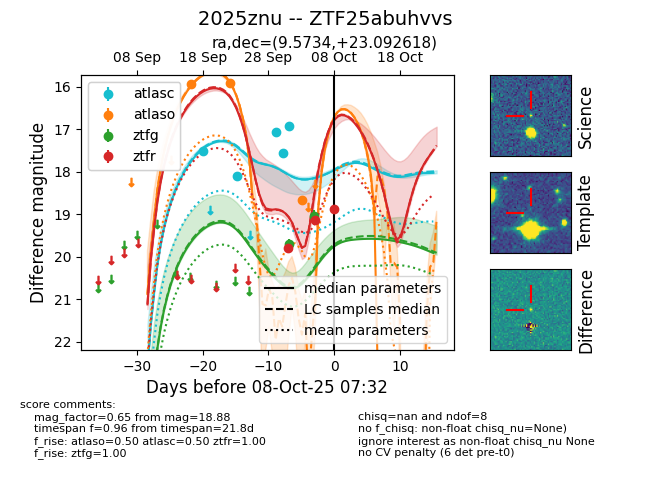 2025znu -- ZTF25abuhvvs
ra,dec=(9.5734,+23.092618)
08 Sep 18 Sep 28 Sep 08 Oct 18 Oct
16
17
18
19
20
21
22
Difference magnitude
atlasc
atlaso
ztfg
ztfr
median parameters
LC samples median
mean parameters
−30 −20 −10 0 10
Days before 08-Oct-25 07:32
Science
Template
Difference
score comments:
mag_factor=0.65 from mag=18.88
timespan f=0.96 from timespan=21.8d
f_rise: atlaso=0.50 atlasc=0.50 ztfr=1.00
f_rise: ztfg=1.00
chisq=nan and ndof=8
no f_chisq: non-float chisq_nu=None)
ignore interest as non-float chisq_nu None
no CV penalty (6 det pre-t0)